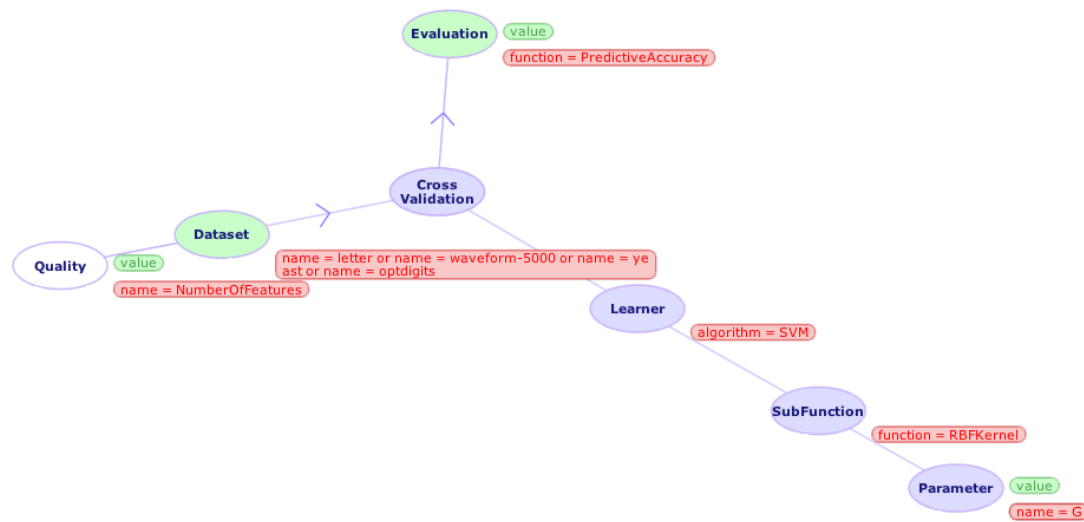 Evaluation
value
function = PredictiveAccuracy
Cross
Validation
Dataset
Quality
value
name = NumberOfFeatures
name = letter or name = waveform-5000 or name = ye
ast or name = optdigits
Learner
algorithm = SVM
SubFunction
function = RBFKernel
Parameter
value
name = G